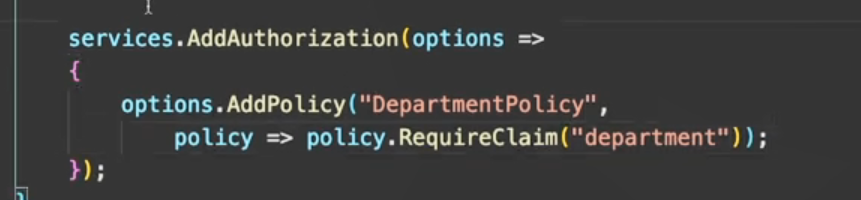 services.AddAuthorization(options =>
{
options.AddPolicy("DepartmentPolicy",
policy => policy.RequireClaim("department"));
});
}